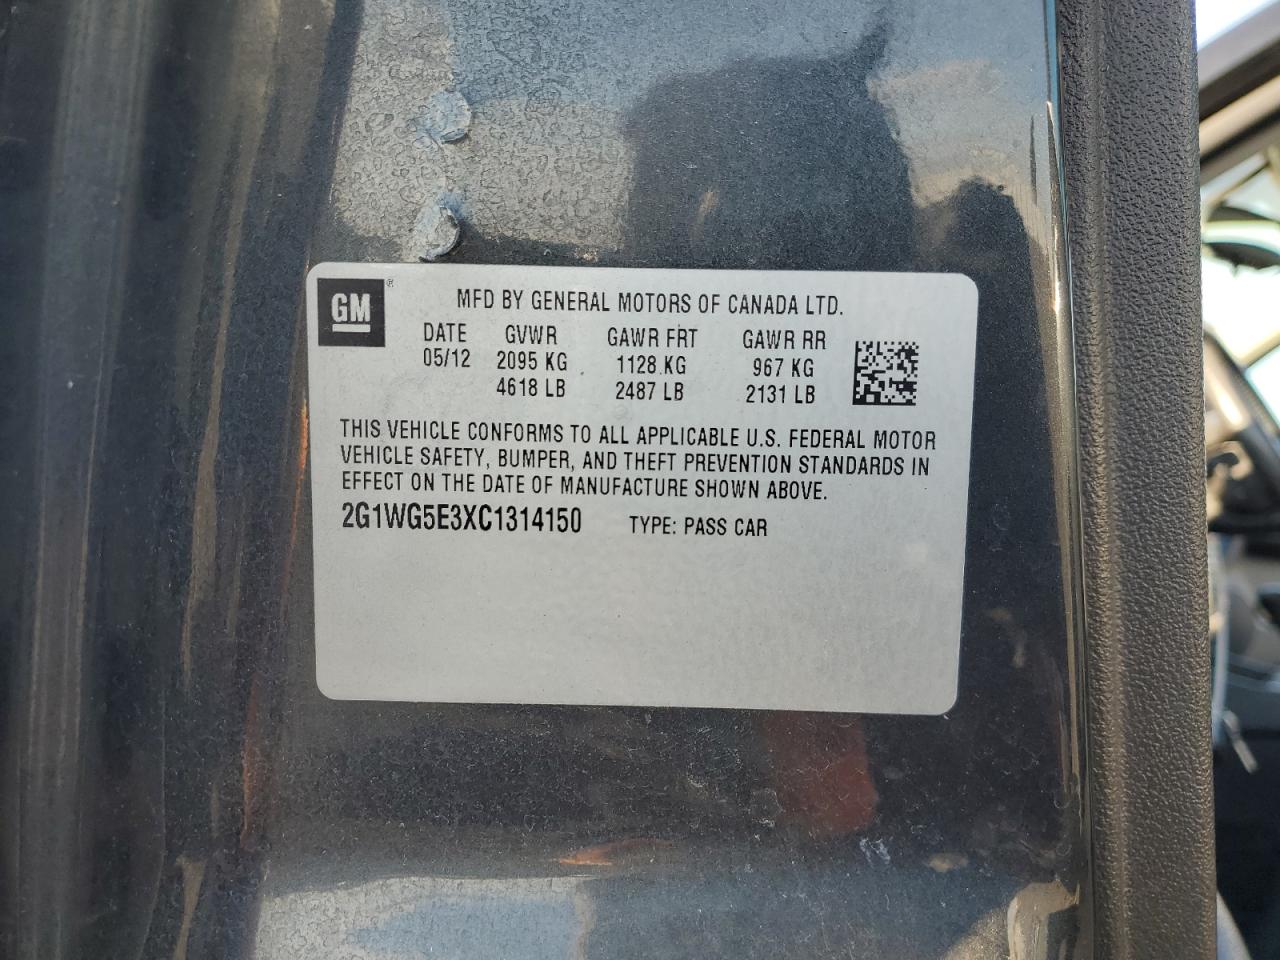 GM ®
MFD BY GENERAL MOTORS OF CANADA LTD.
DATE GVWR GAWR FRT GAWR RR
05/12 2095 KG 1128 KG 967 KG
4618 LB 2487 LB 2131 LB
THIS VEHICLE CONFORMS TO ALL APPLICABLE U.S. FEDERAL MOTOR
VEHICLE SAFETY, BUMPER, AND THEFT PREVENTION STANDARDS IN
EFFECT ON THE DATE OF MANUFACTURE SHOWN ABOVE.
2G1WG5E3XC1314150 TYPE: PASS CAR